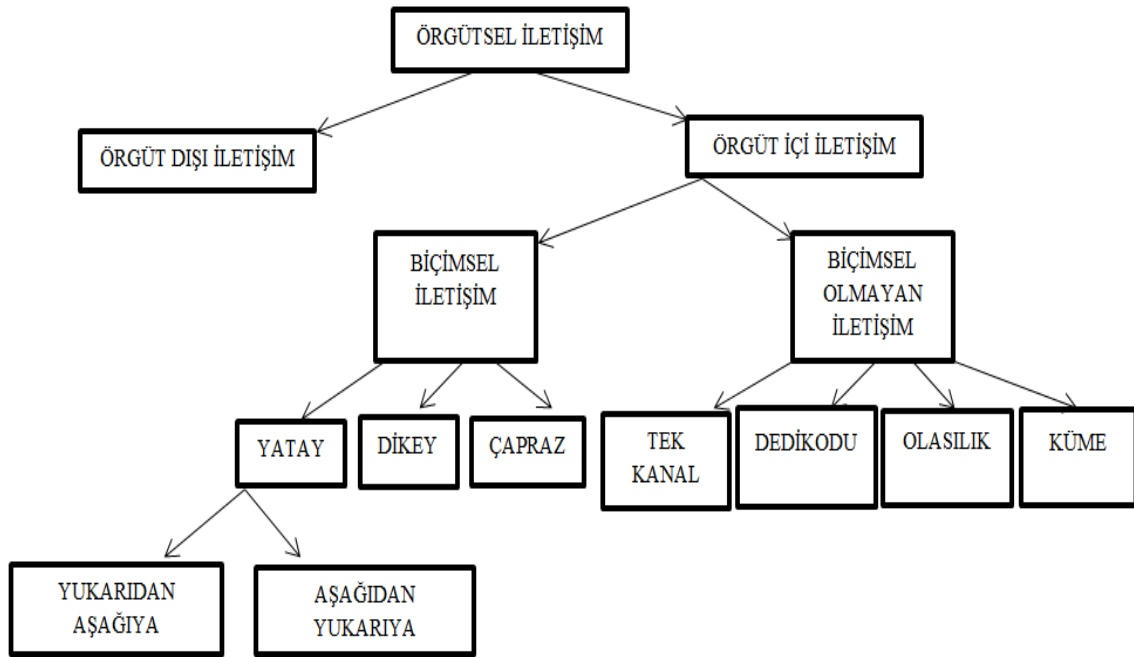 ÖRGÜTSEL İLETİŞİM
ÖRGÜT DIŞI İLETİŞİM
ÖRGÜT İÇİ İLETİŞİM
BİÇİMSEL
İLETİŞİM
BİÇİMSEL
OLMAYAN
İLETİŞİM
YATAY
DİKEY
ÇAPRAZ
TEK
KANAL
DEDİKODU
OLASILIK
KÜME
YUKARIDAN
AŞAĞIYA
AŞAĞIDAN
YUKARIYA